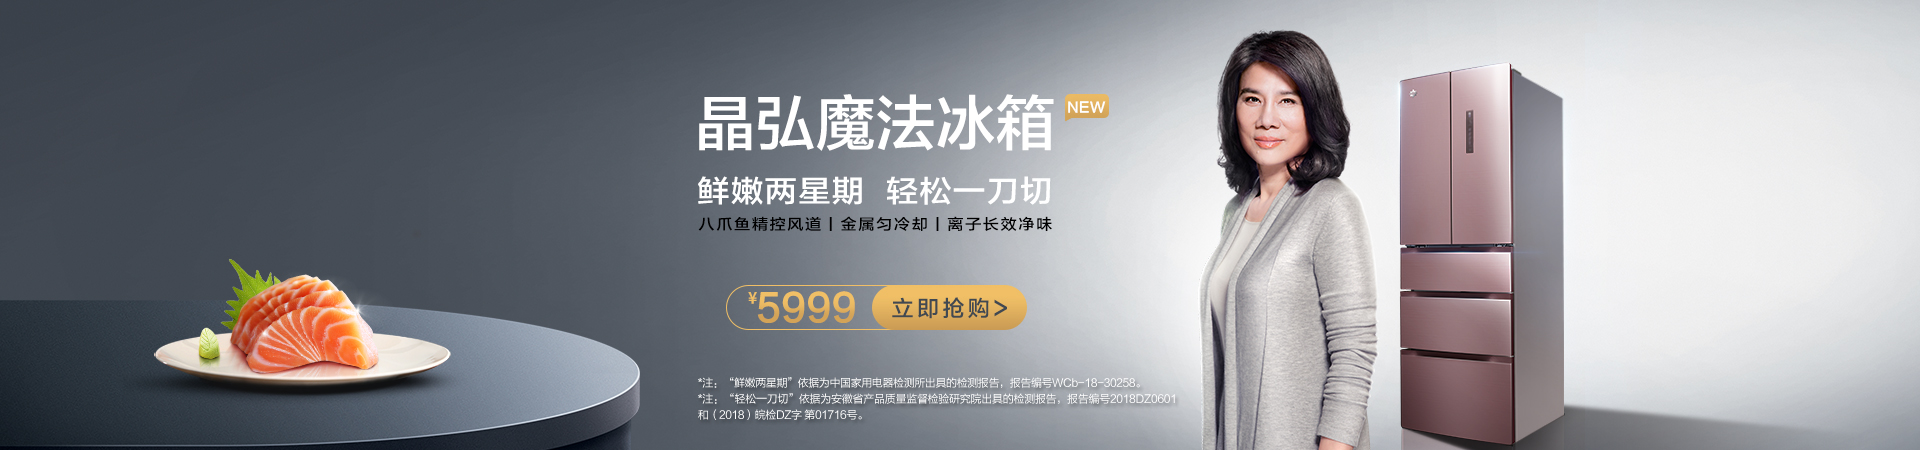 晶弘魔法冰箱 NEW
鲜嫩两星期 轻松一刀切
八爪鱼精控风道 | 金属匀冷却 | 离子长效净味
¥5999 立即抢购>
*注：“鲜嫩两星期”依据为中国家用电器检测所出具的检测报告，报告编号WCb-18-30258。
*注：“轻松一刀切”依据为安徽省产品质量监督检验研究院出具的检测报告，报告编号2018DZ0601
和（2018）皖检DZ字 第01716号。